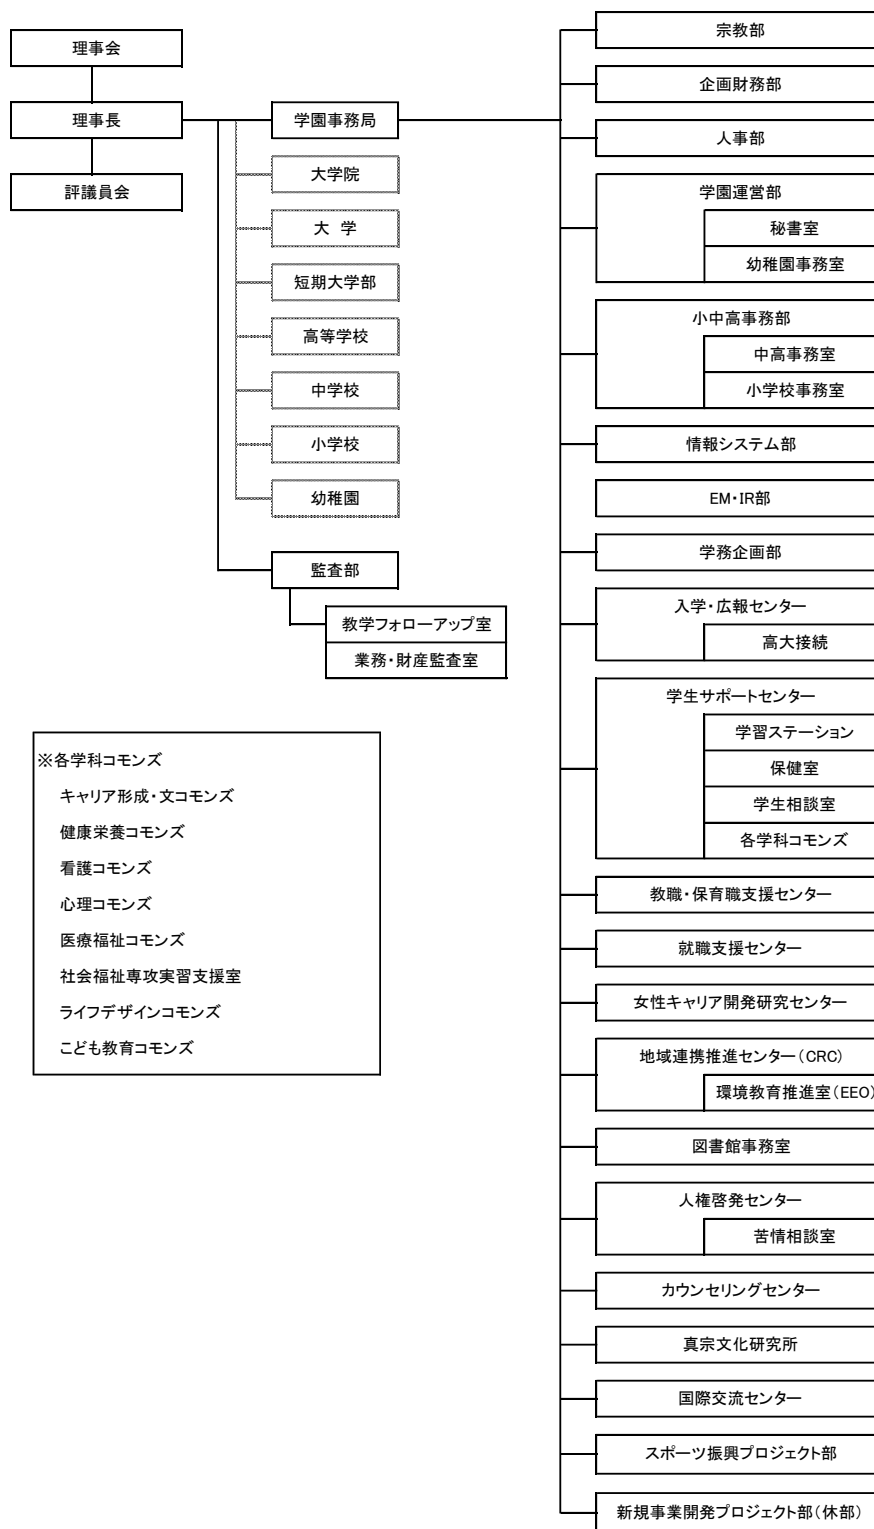 理事会
理事長
評議員会
学園事務局
大学院
大 学
短期大学部
高等学校
中学校
小学校
幼稚園
監査部
教学フォローアップ室
業務・財産監査室
※各学科コモンズ
キャリア形成・文コモンズ
健康栄養コモンズ
看護コモンズ
心理コモンズ
医療福祉コモンズ
社会福祉専攻実習支援室
ライフデザインコモンズ
こども教育コモンズ
宗教部
企画財務部
人事部
学園運営部
秘書室
幼稚園事務室
小中高事務部
中高事務室
小学校事務室
情報システム部
EM・IR部
学務企画部
入学・広報センター
高大接続
学生サポートセンター
学習ステーション
保健室
学生相談室
各学科コモンズ
教職・保育職支援センター
就職支援センター
女性キャリア開発研究センター
地域連携推進センター（CRC）
環境教育推進室（EEO）
図書館事務室
人権啓発センター
苦情相談室
カウンセリングセンター
真宗文化研究所
国際交流センター
スポーツ振興プロジェクト部
新規事業開発プロジェクト部（休部）